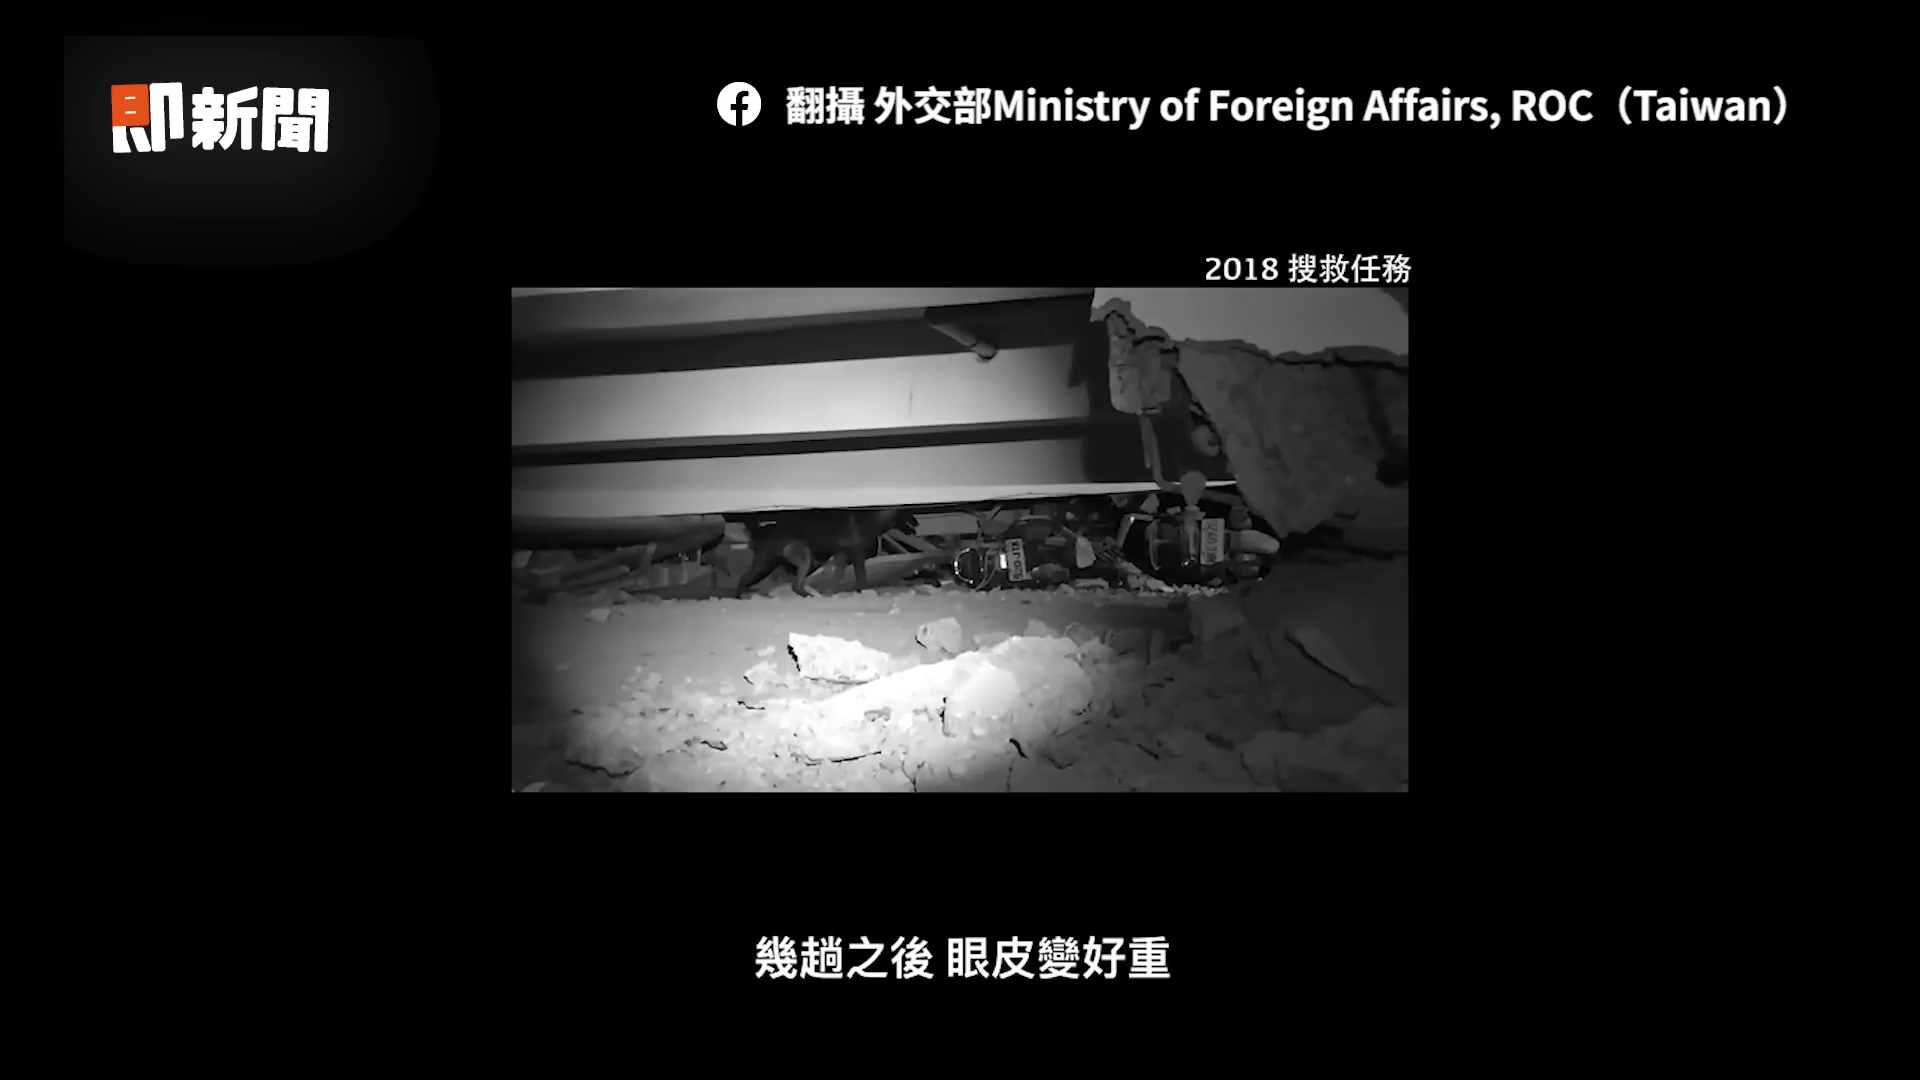 即新聞
翻攝 外交部Ministry of Foreign Affairs, ROC（Taiwan）
2018 搜救任務
幾趟之後 眼皮變好重